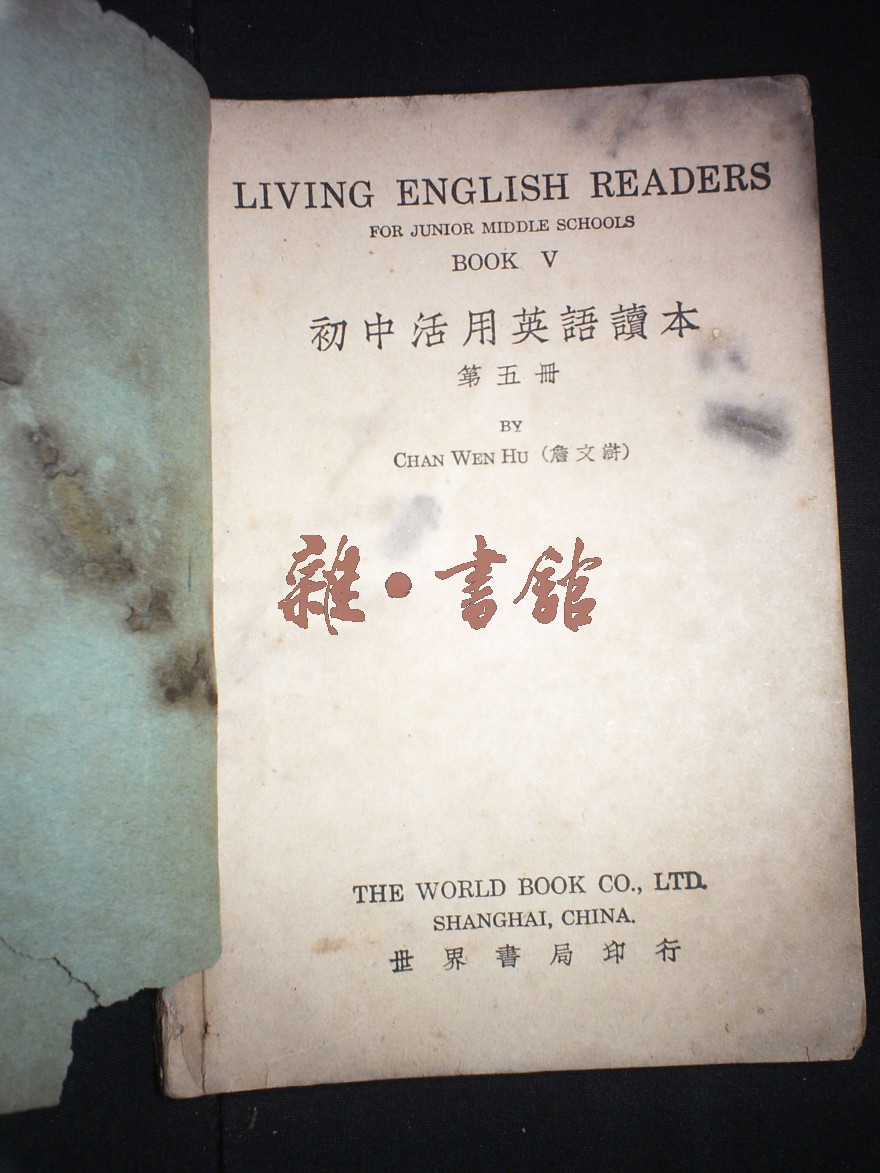 LIVING ENGLISH READERS
FOR JUNIOR MIDDLE SCHOOLS
BOOK V
初中活用英語讀本
第五冊
BY
CHAN WEN HU (詹文滸)
雜·書館
THE WORLD BOOK CO., LTD.
SHANGHAI, CHINA.
世界書局印行